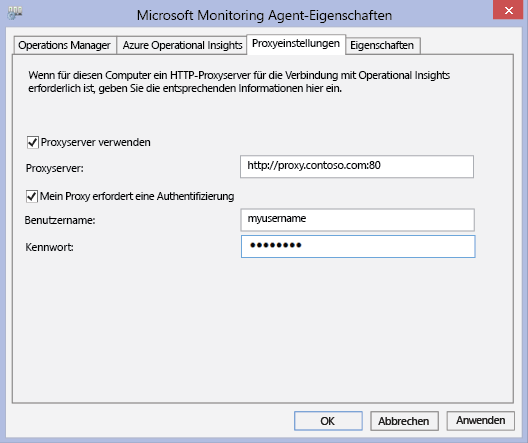 Microsoft Monitoring Agent-Eigenschaften
Operations Manager Azure Operational Insights Proxyeinstellungen Eigenschaften
Wenn für diesen Computer ein HTTP-Proxyserver für die Verbindung mit Operational Insights
erforderlich ist, geben Sie die entsprechenden Informationen hier ein.
Proxyserver verwenden
Proxyserver: http://proxy.contoso.com:80
Mein Proxy erfordert eine Authentifizierung
Benutzername: myusername
Kennwort: ●●●●●●●●
OK Abbrechen Anwenden